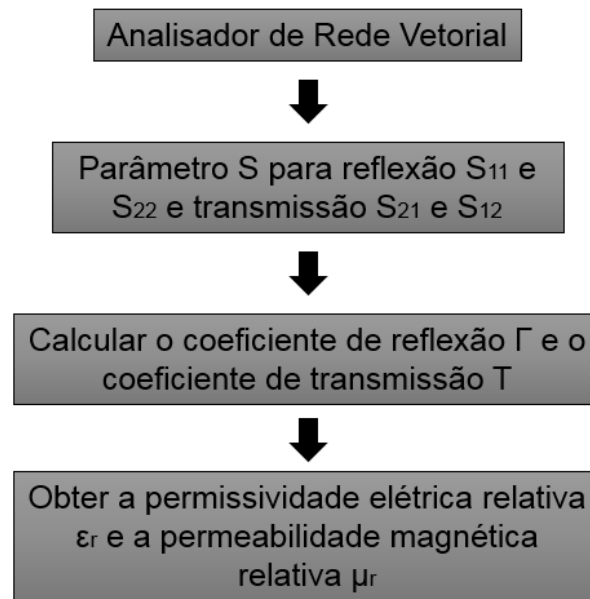 Analisador de Rede Vetorial
Parâmetro S para reflexão S11 e
S22 e transmissão S21 e S12
Calcular o coeficiente de reflexão Γ e o
coeficiente de transmissão T
Obter a permissividade elétrica relativa
εr e a permeabilidade magnética
relativa μr